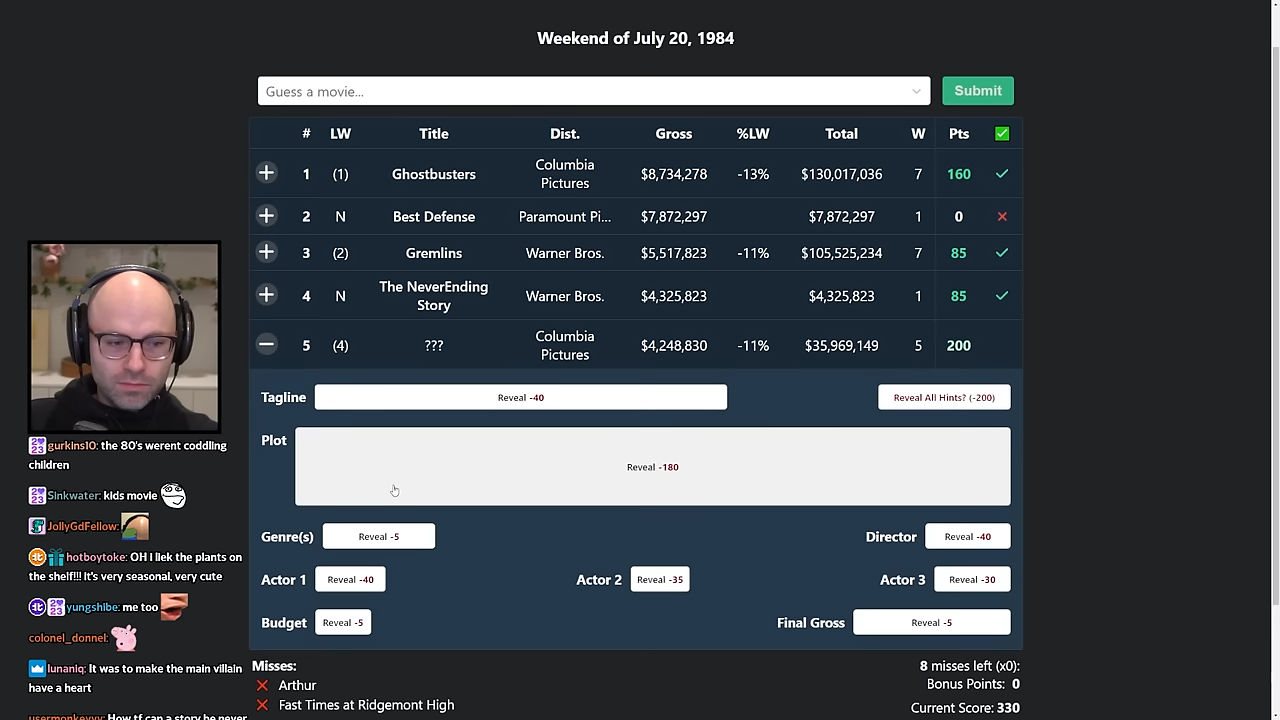 Weekend of July 20, 1984
Guess a movie...
Submit
# LW Title Dist. Gross %LW Total W Pts
1 (1) Ghostbusters Columbia Pictures $8,734,278 -13% $130,017,036 7 160
2 N Best Defense Paramount Pi... $7,872,297 $7,872,297 1 0
3 (2) Gremlins Warner Bros. $5,517,823 -11% $105,525,234 7 85
4 N The NeverEnding Story Warner Bros. $4,325,823 $4,325,823 1 85
5 (4) ??? Columbia Pictures $4,248,830 -11% $35,969,149 5 200
Tagline Reveal -40 Reveal All Hints? (-200)
Plot Reveal -180
Genre(s) Reveal -5 Director Reveal -40
Actor 1 Reveal -40 Actor 2 Reveal -35 Actor 3 Reveal -30
Budget Reveal -5 Final Gross Reveal -5
Misses:
Arthur
Fast Times at Ridgemont High
8 misses left (x0):
Bonus Points: 0
Current Score: 330
gurkins10: the 80's werent coddling
children
Sinkwater: kids movie
JollyGdFellow:
hotboytoke: OH I liek the plants on
the shelf!!! It's very seasonal, very cute
yungshibe: me too
colonel_donnel:
lunaniq: It was to make the main villain
have a heart
usermonkeyyy: How tf can a story be never